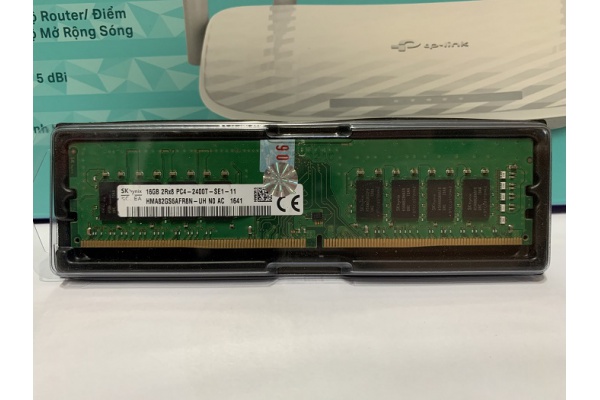 Router/ Điểm
Mở Rộng Sóng
5 dBi
tp-link
SK hynix
16GB 2Rx8 PC4-2400T-SE1-11
HMA82GS6AFR8N-UH N0 AC 1641
06